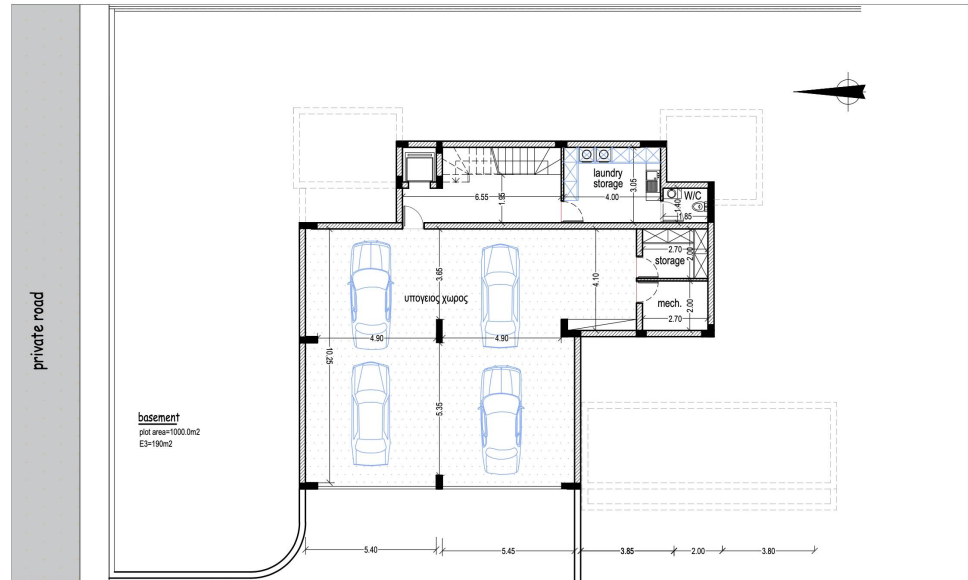 private road
laundry
storage
3.05
W/C
6.55
1.95
4.00
1.40
1.85
2.70
storage
2.00
3.65
4.10
υπογειος χωρος
mech.
2.00
2.70
4.90
4.90
10.25
5.35
basement
plot area=1000.0m2
E3=190m2
5.40
5.45
3.85
2.00
3.80